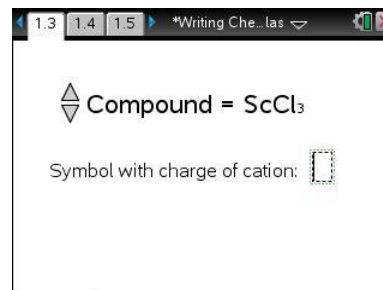 1.3 1.4 1.5 *Writing Che…las
Compound = ScCl₃
Symbol with charge of cation: